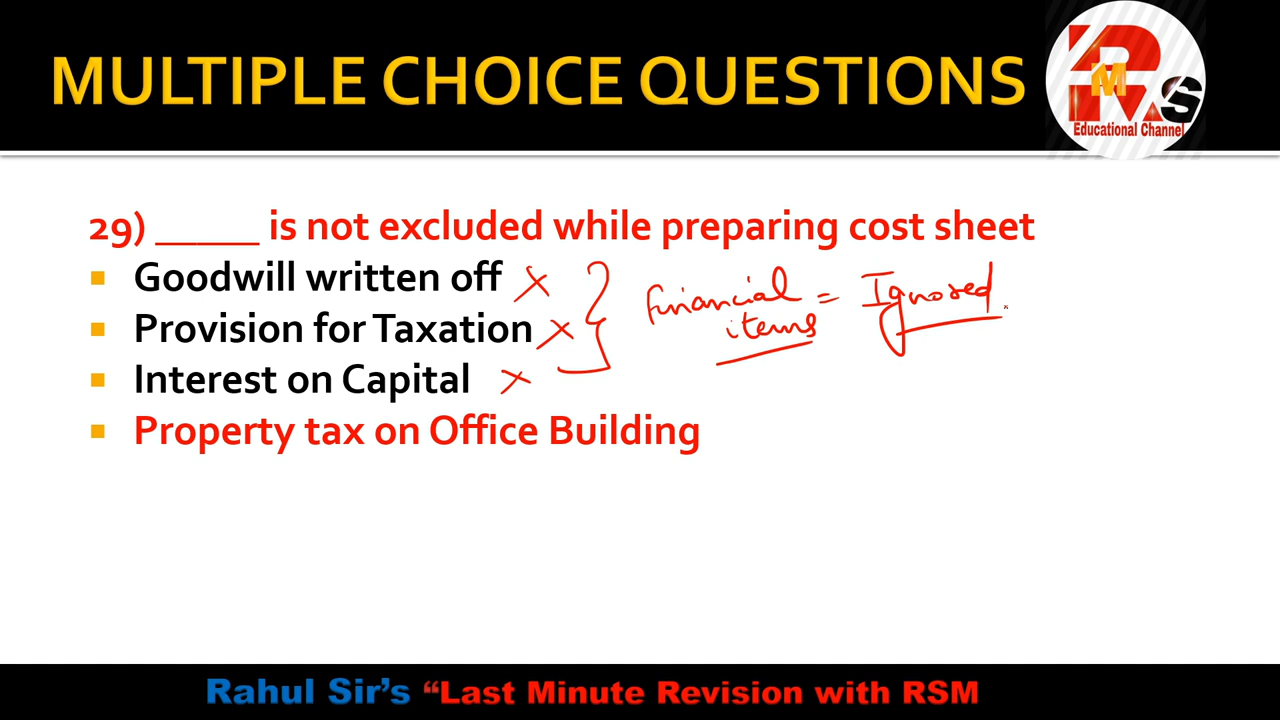 MULTIPLE CHOICE QUESTIONS
RMS
Educational Channel
29) _____ is not excluded while preparing cost sheet
Goodwill written off
Provision for Taxation
Interest on Capital
Property tax on Office Building
Financial items = Ignored
Rahul Sir's “Last Minute Revision with RSM